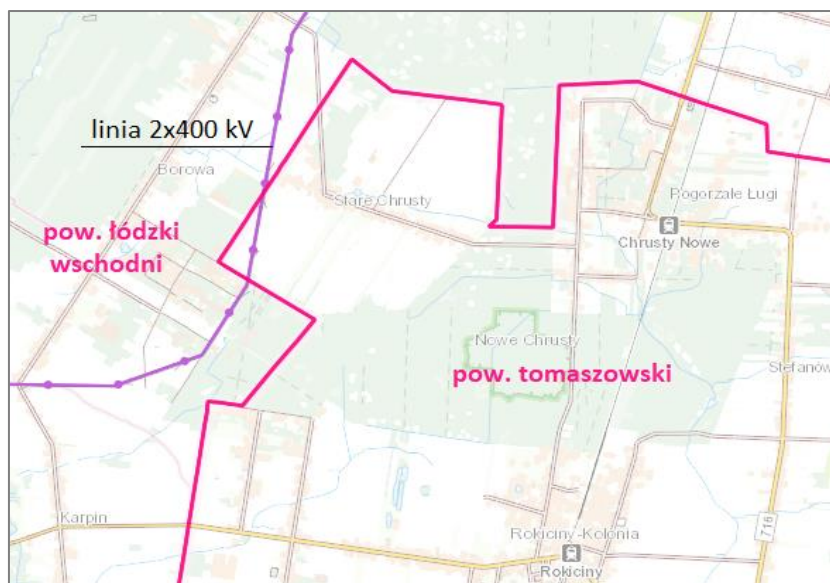 linia 2x400 kV
Borowa
Stare Chrusty
Pogorzałe Ługi
pow. łódzki
wschodni
Chrusty Nowe
Nowe Chrusty
pow. tomaszowski
Stefanów
Karpin
716
Rokiciny-Kolonia
Rokiciny